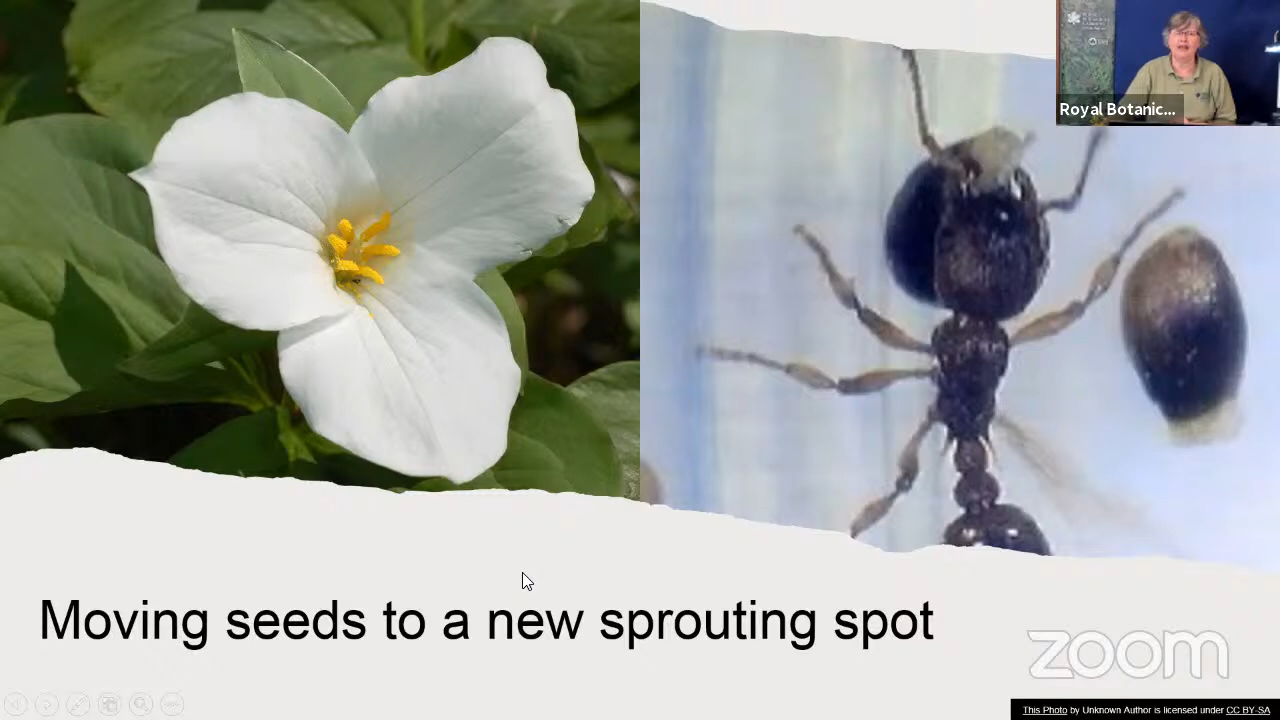 Royal Botanic...
Moving seeds to a new sprouting spot
zoom
This Photo by Unknown Author is licensed under CC BY-SA